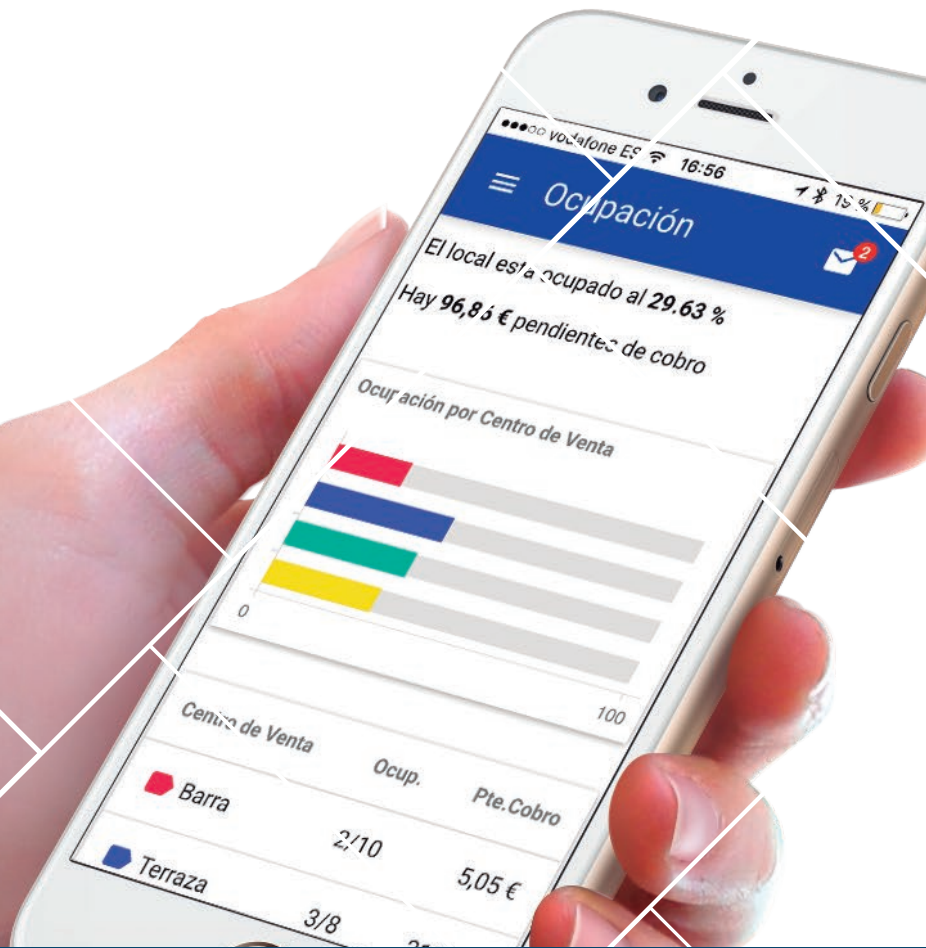 vodafone ES 16:56 19 %
Ocupación
2
El local está ocupado al 29.63 %
Hay 96,86 € pendientes de cobro
Ocupación por Centro de Venta
0
100
Centro de Venta Ocup. Pte.Cobro
Barra 2/10 5,05 €
Terraza 3/8